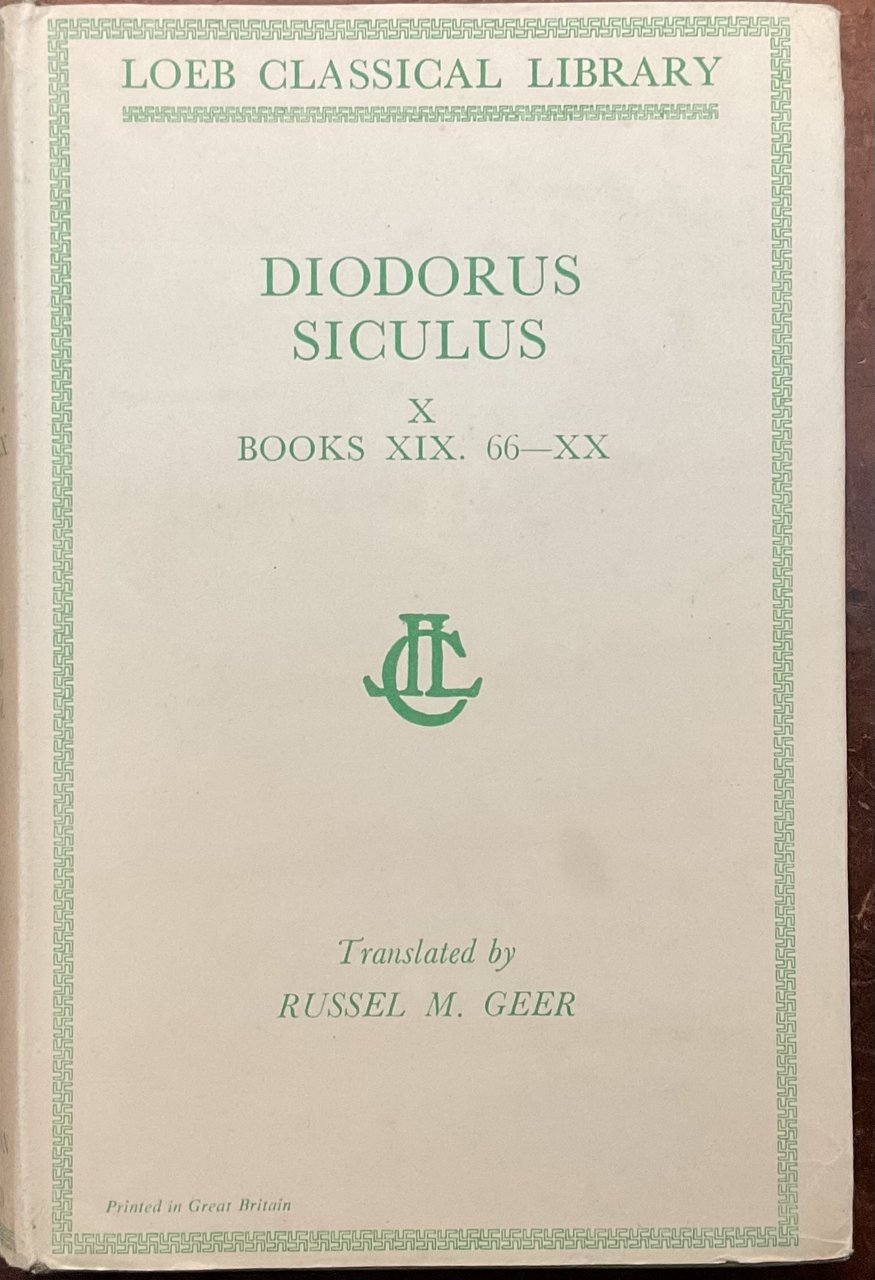 LOEB CLASSICAL LIBRARY
DIODORUS
SICULUS
X
BOOKS XIX. 66—XX
LCL
Translated by
RUSSEL M. GEER
Printed in Great Britain